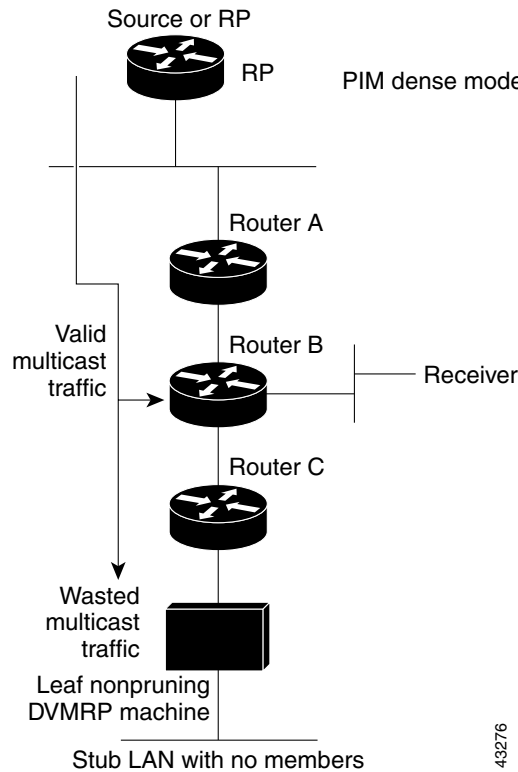 Source or RP
RP
PIM dense mode
Router A
Valid
multicast
traffic
Router B
Receiver
Router C
Wasted
multicast
traffic
Leaf nonpruning
DVMRP machine
Stub LAN with no members
43276